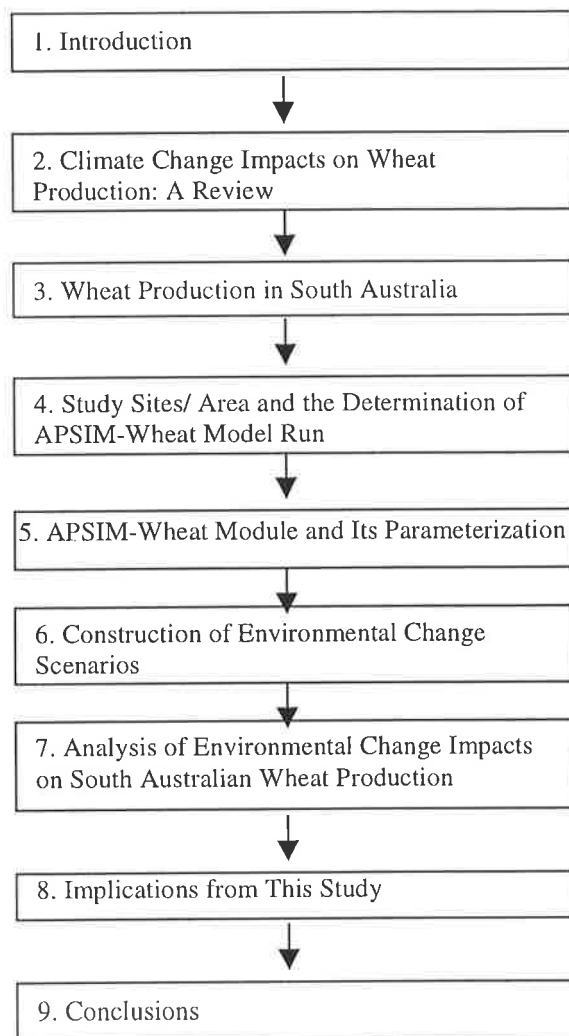 1. Introduction
2. Climate Change Impacts on Wheat
Production: A Review
3. Wheat Production in South Australia
4. Study Sites/ Area and the Determination of
APSIM-Wheat Model Run
5. APSIM-Wheat Module and Its Parameterization
6. Construction of Environmental Change
Scenarios
7. Analysis of Environmental Change Impacts
on South Australian Wheat Production
8. Implications from This Study
9. Conclusions